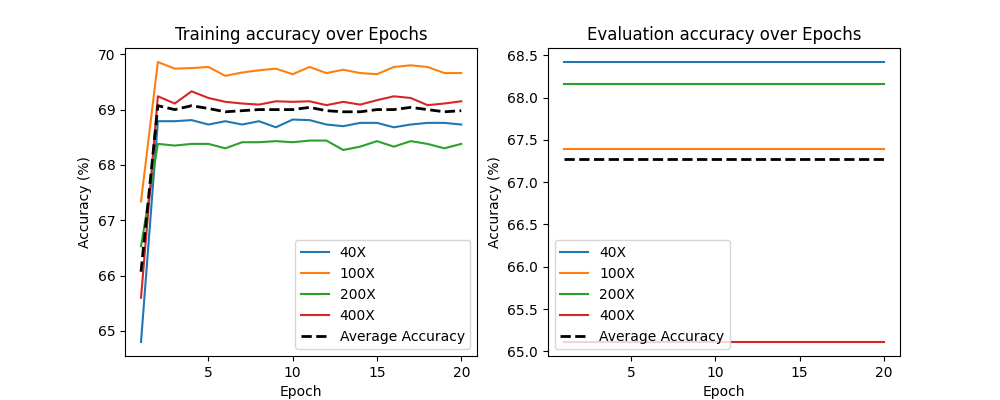 Training accuracy over Epochs
Accuracy (%)
70
69
68
67
66
65
40X
100X
200X
400X
Average Accuracy
5
10
15
20
Epoch
Evaluation accuracy over Epochs
Accuracy (%)
68.5
68.0
67.5
67.0
66.5
66.0
65.5
65.0
40X
100X
200X
400X
Average Accuracy
5
10
15
20
Epoch